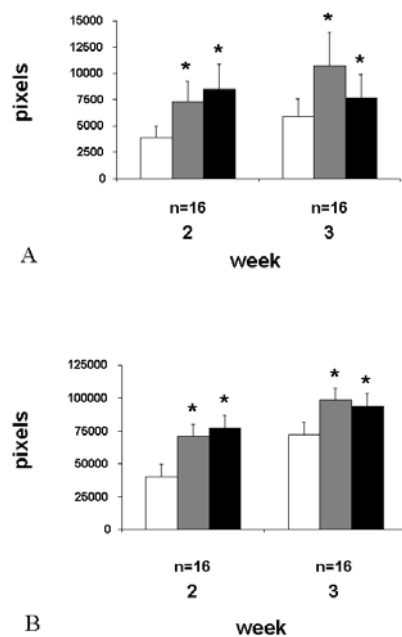 15000
12500
10000
7500
5000
2500
0
pixels
* * * *
n=16 n=16
2 3
A
week
125000
100000
75000
50000
25000
0
pixels
* * * *
n=16 n=16
2 3
B
week